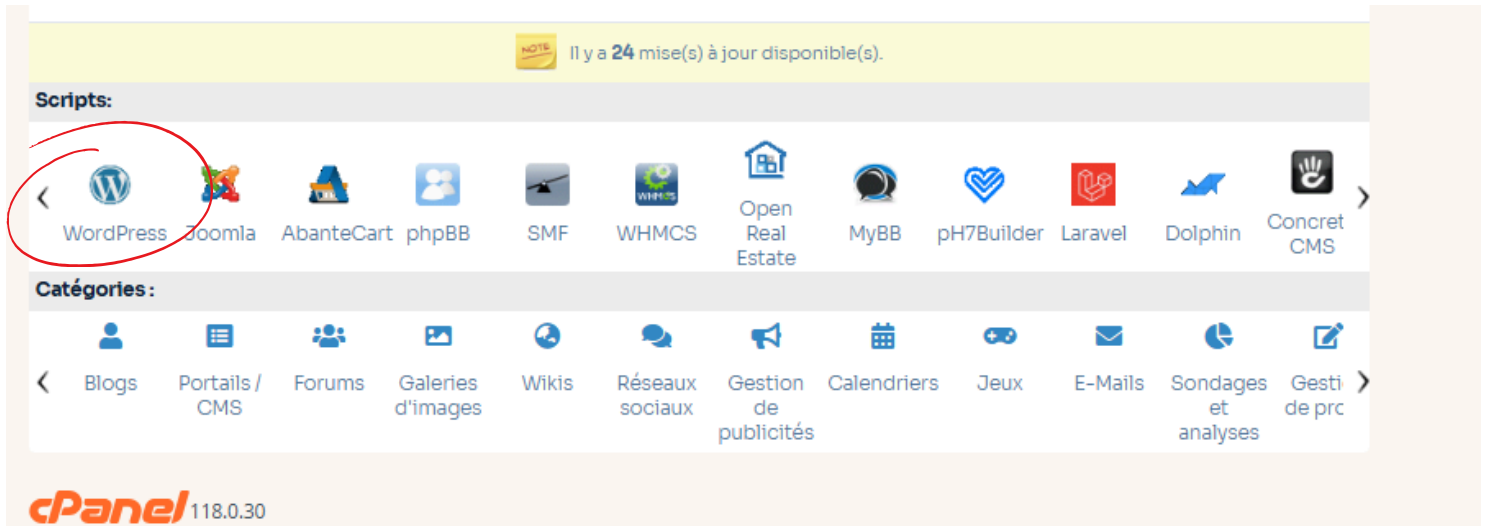 NOTE Il y a 24 mise(s) à jour disponible(s).
Scripts:
WHMCS
WordPress Joomla AbanteCart phpBB SMF WHMCS Open Real Estate MyBB pH7Builder Laravel Dolphin Concret CMS
Catégories :
Blogs Portails / CMS Forums Galeries d'images Wikis Réseaux sociaux Gestion de publicités Calendriers Jeux E-Mails Sondages et analyses Gesti de prc
cPanel 118.0.30